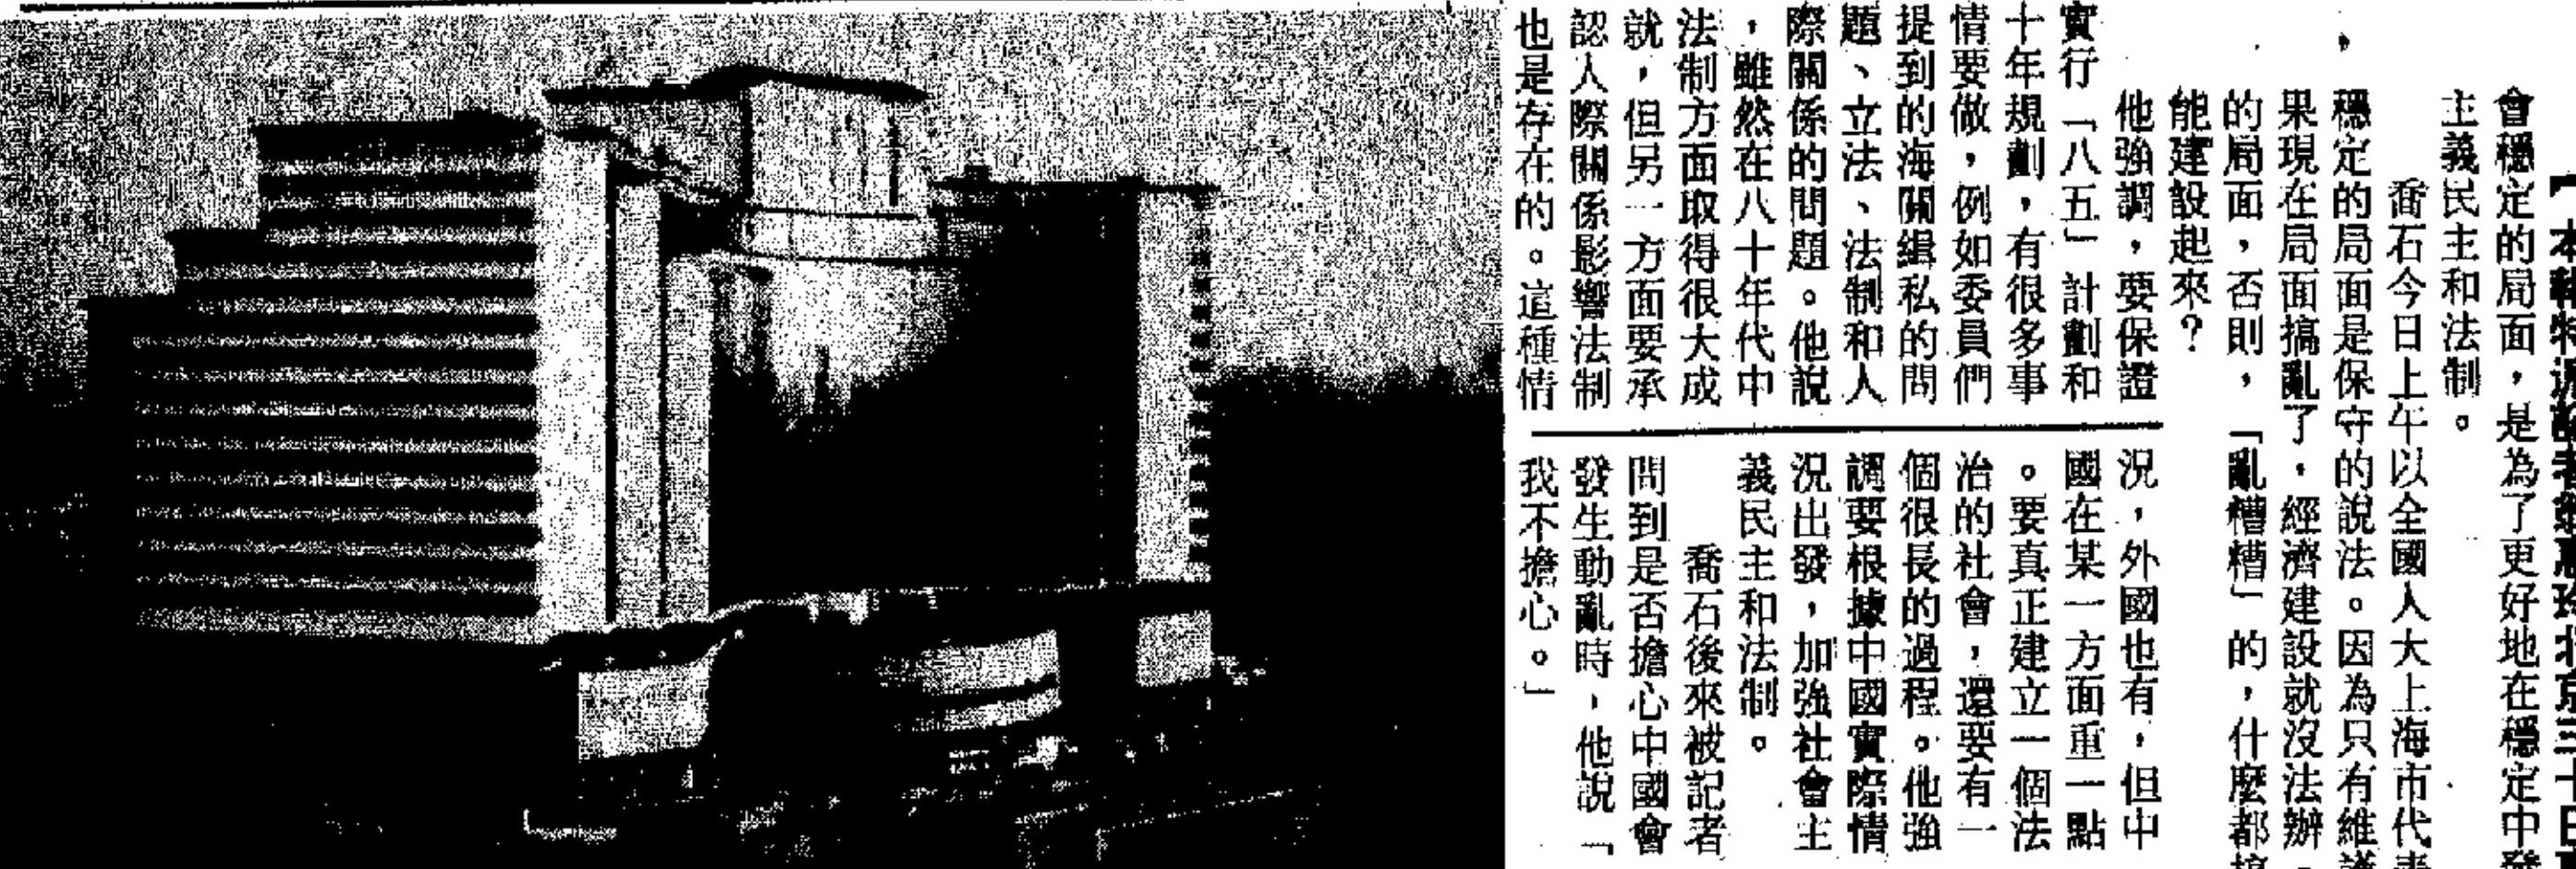 會穩定的局面，是為了更好地在穩定中發
主義民主和法制。
喬石今日上午以全國人大上海市代表
穩定的局面是保守的說法。因為只有維護
果現在局面搞亂了，經濟建設就沒法辦，
的局面，否則，「亂糟糟」的，什麼都搞
能建設起來？
他強調，要保證
實行「八五」計劃和
十年規劃，有很多事
情要做，例如委員們
提到的海關緝私的問
題、立法、法制和人
際關係的問題。他說
，雖然在八十年代中
法制方面取得很大成
就，但另一方面要承
認人際關係影響法制
也是存在的。這種情
況，外國也有，但中
國在某一方面重一點
。要真正建立一個法
治的社會，還要有一
個很長的過程。他強
調要根據中國實際情
況出發，加強社會主
義民主和法制。
喬石後來被記者
問到是否擔心中國會
發生動亂時，他說「
我不擔心。」